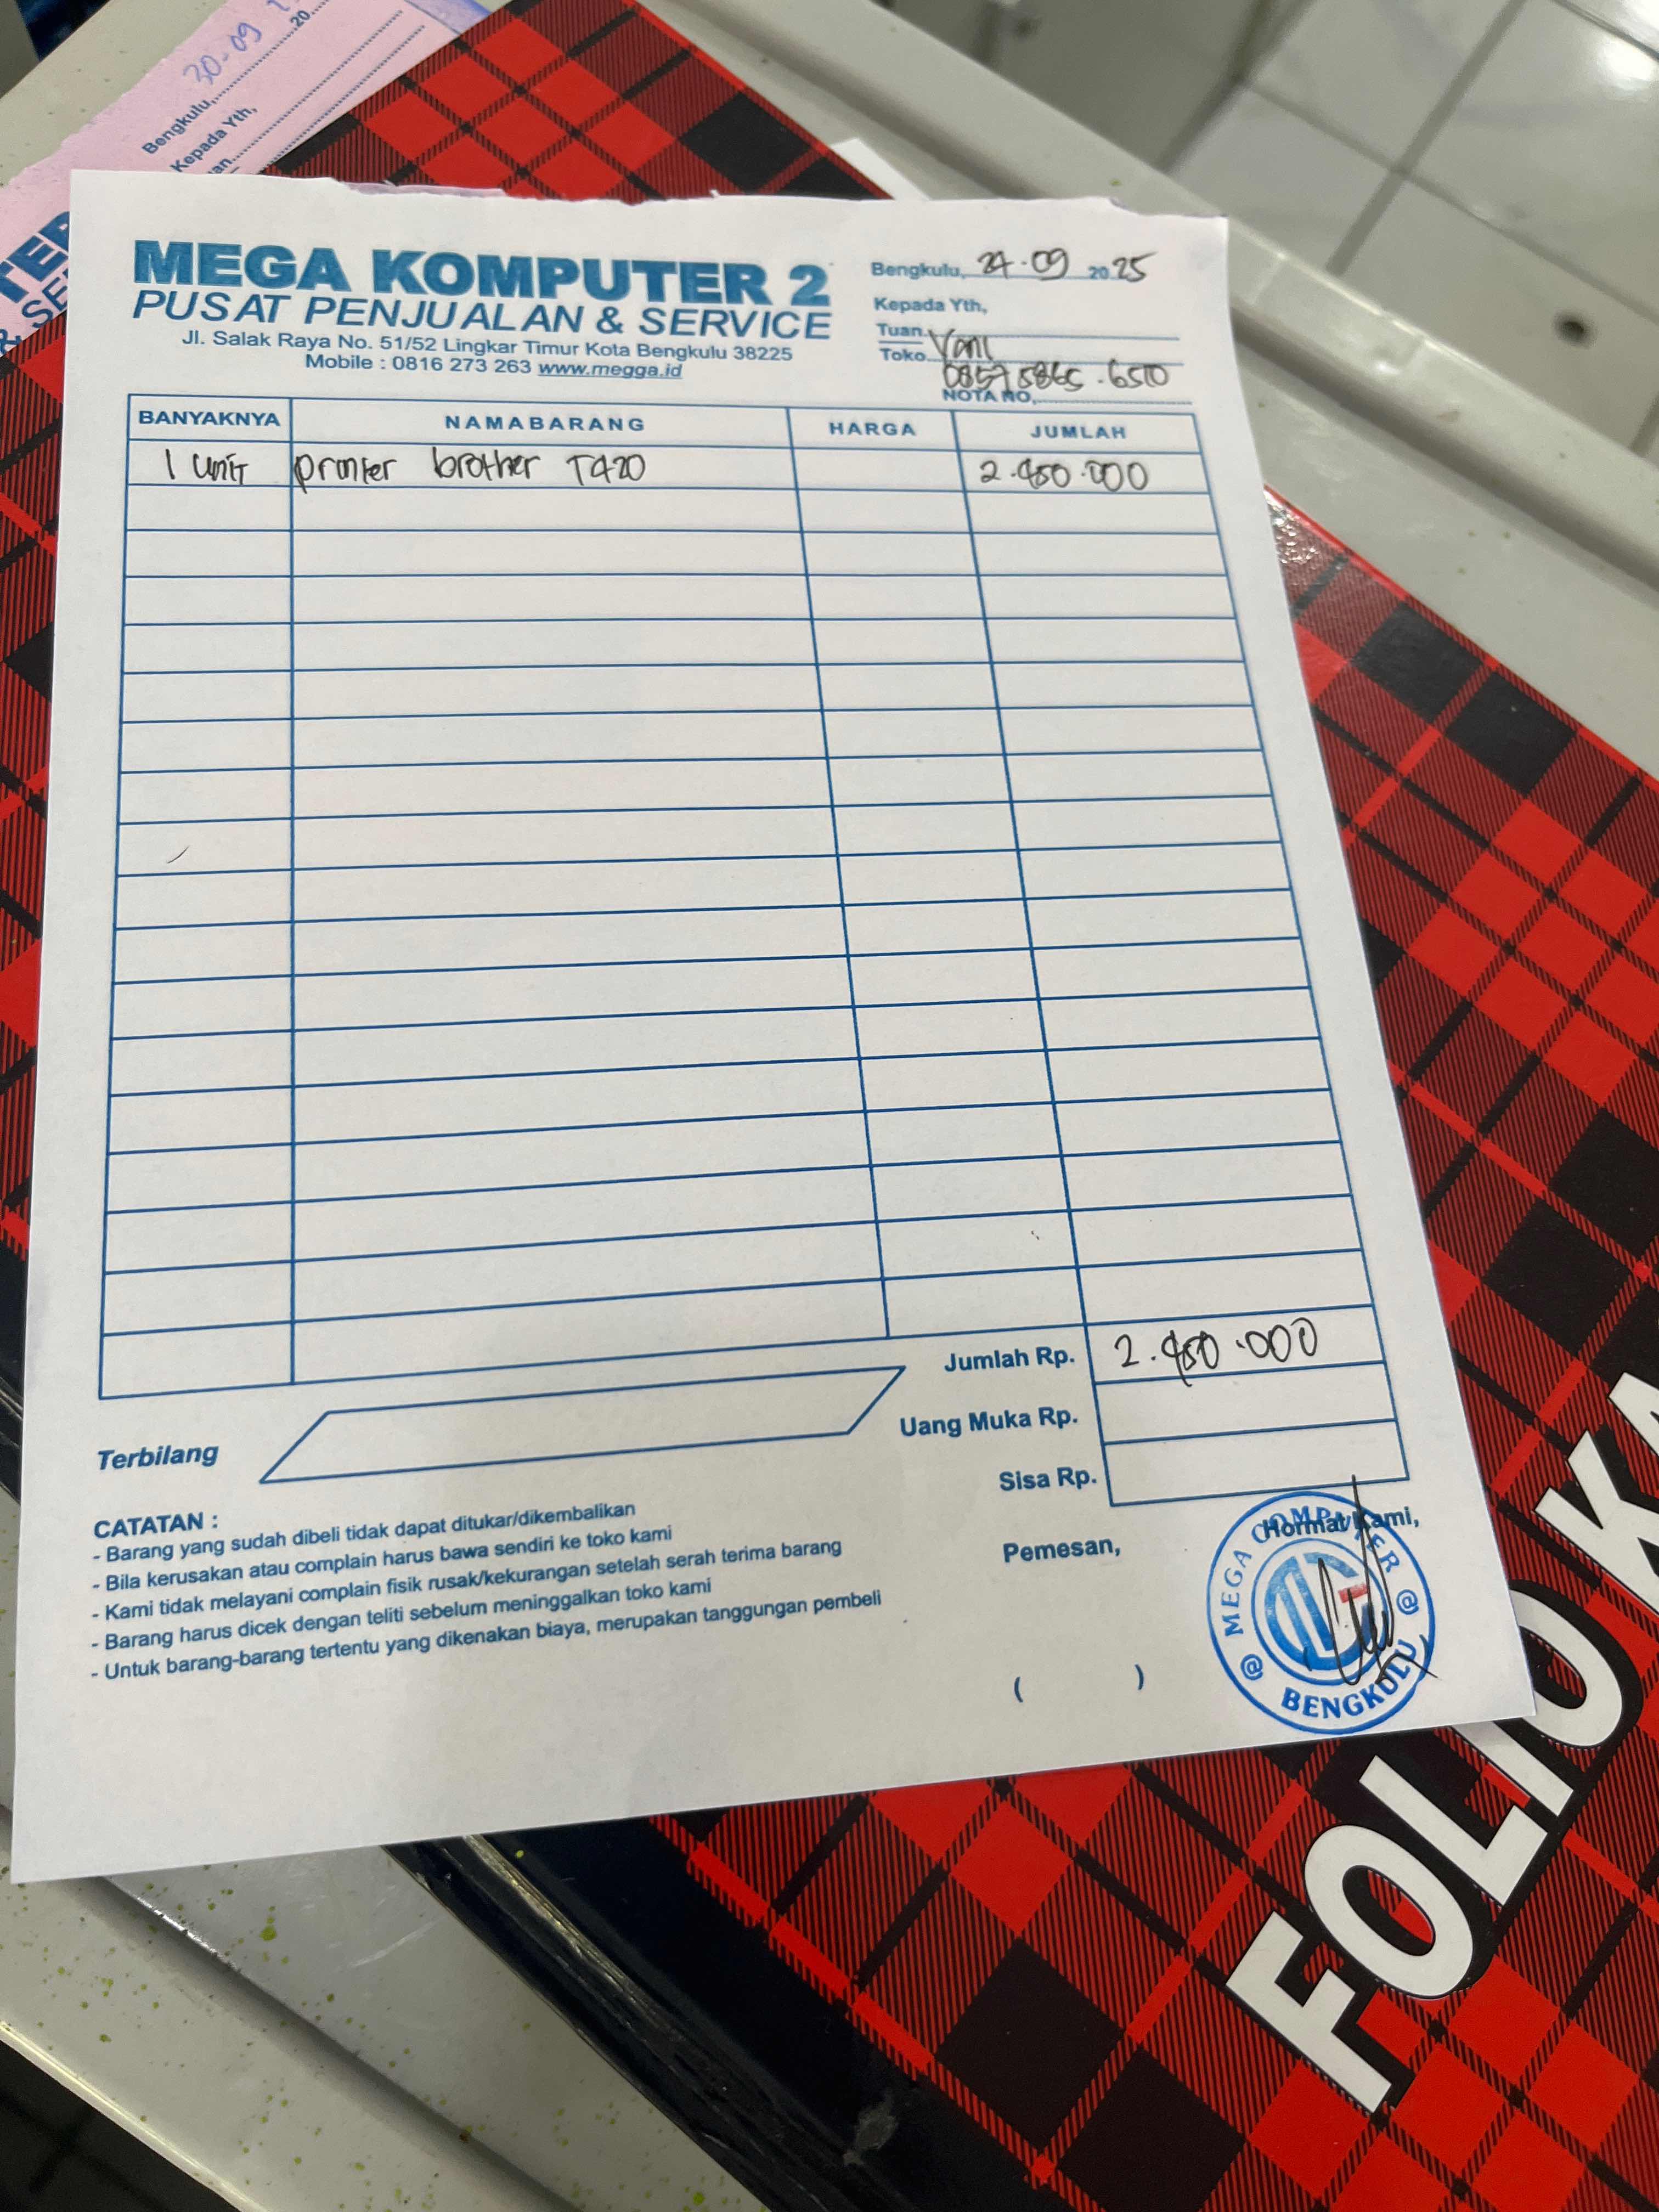 30-09
Bengkulu, 20
Kepada Yth,
MEGA KOMPUTER 2
PUSAT PENJUALAN & SERVICE
Jl. Salak Raya No. 51/52 Lingkar Timur Kota Bengkulu 38225
Mobile : 0816 273 263 www.megga.id
Bengkulu, 24-09 2025
Kepada Yth,
Tuan
Toko Vani
NOTA NO,
BANYAKNYA NAMABARANG HARGA JUMLAH
1 Unit printer brother T420 2.450.000
Jumlah Rp. 2.450.000
Uang Muka Rp.
Sisa Rp.
Terbilang
CATATAN :
- Barang yang sudah dibeli tidak dapat ditukar/dikembalikan
- Bila kerusakan atau complain harus bawa sendiri ke toko kami
- Kami tidak melayani complain fisik rusak/kekurangan setelah serah terima barang
- Barang harus dicek dengan teliti sebelum meninggalkan toko kami
- Untuk barang-barang tertentu yang dikenakan biaya, merupakan tanggungan pembeli
Pemesan,
( )
Hormat Kami,
MEGA COMPUTER
@ BENGKULU @
FOLIO